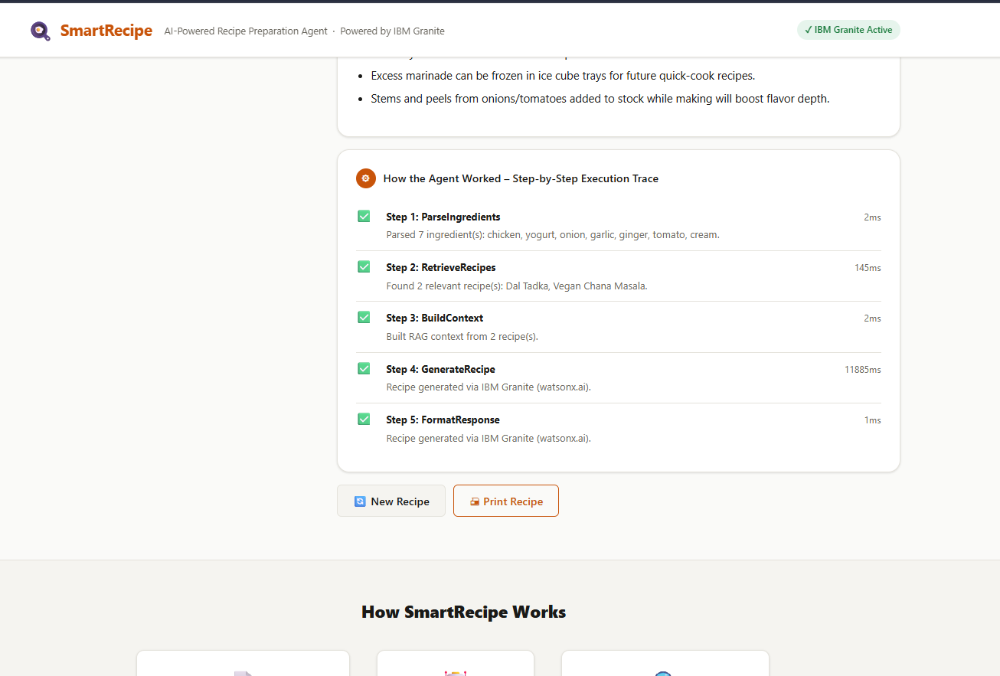 SmartRecipe
AI-Powered Recipe Preparation Agent · Powered by IBM Granite
✓ IBM Granite Active
Excess marinade can be frozen in ice cube trays for future quick-cook recipes.
Stems and peels from onions/tomatoes added to stock while making will boost flavor depth.
How the Agent Worked – Step-by-Step Execution Trace
Step 1: ParseIngredients
2ms
Parsed 7 ingredient(s): chicken, yogurt, onion, garlic, ginger, tomato, cream.
Step 2: RetrieveRecipes
145ms
Found 2 relevant recipe(s): Dal Tadka, Vegan Chana Masala.
Step 3: BuildContext
2ms
Built RAG context from 2 recipe(s).
Step 4: GenerateRecipe
11885ms
Recipe generated via IBM Granite (watsonx.ai).
Step 5: FormatResponse
1ms
Recipe generated via IBM Granite (watsonx.ai).
New Recipe
Print Recipe
How SmartRecipe Works